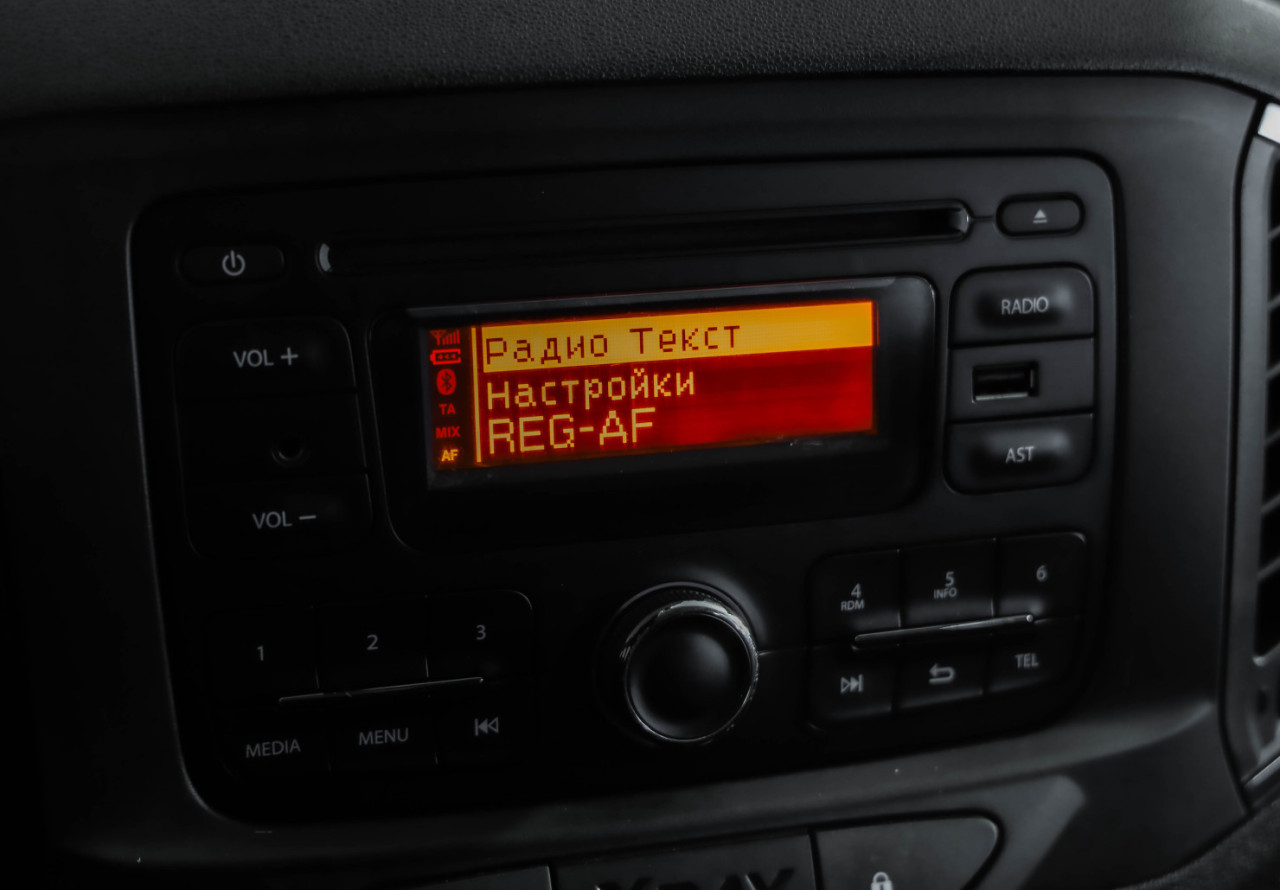 RADIO
VOL +
Радио Текст
Настройки
REG-AF
TA
MIX
AF
AST
VOL −
1
2
3
4
RDM
5
INFO
6
MEDIA
MENU
TEL